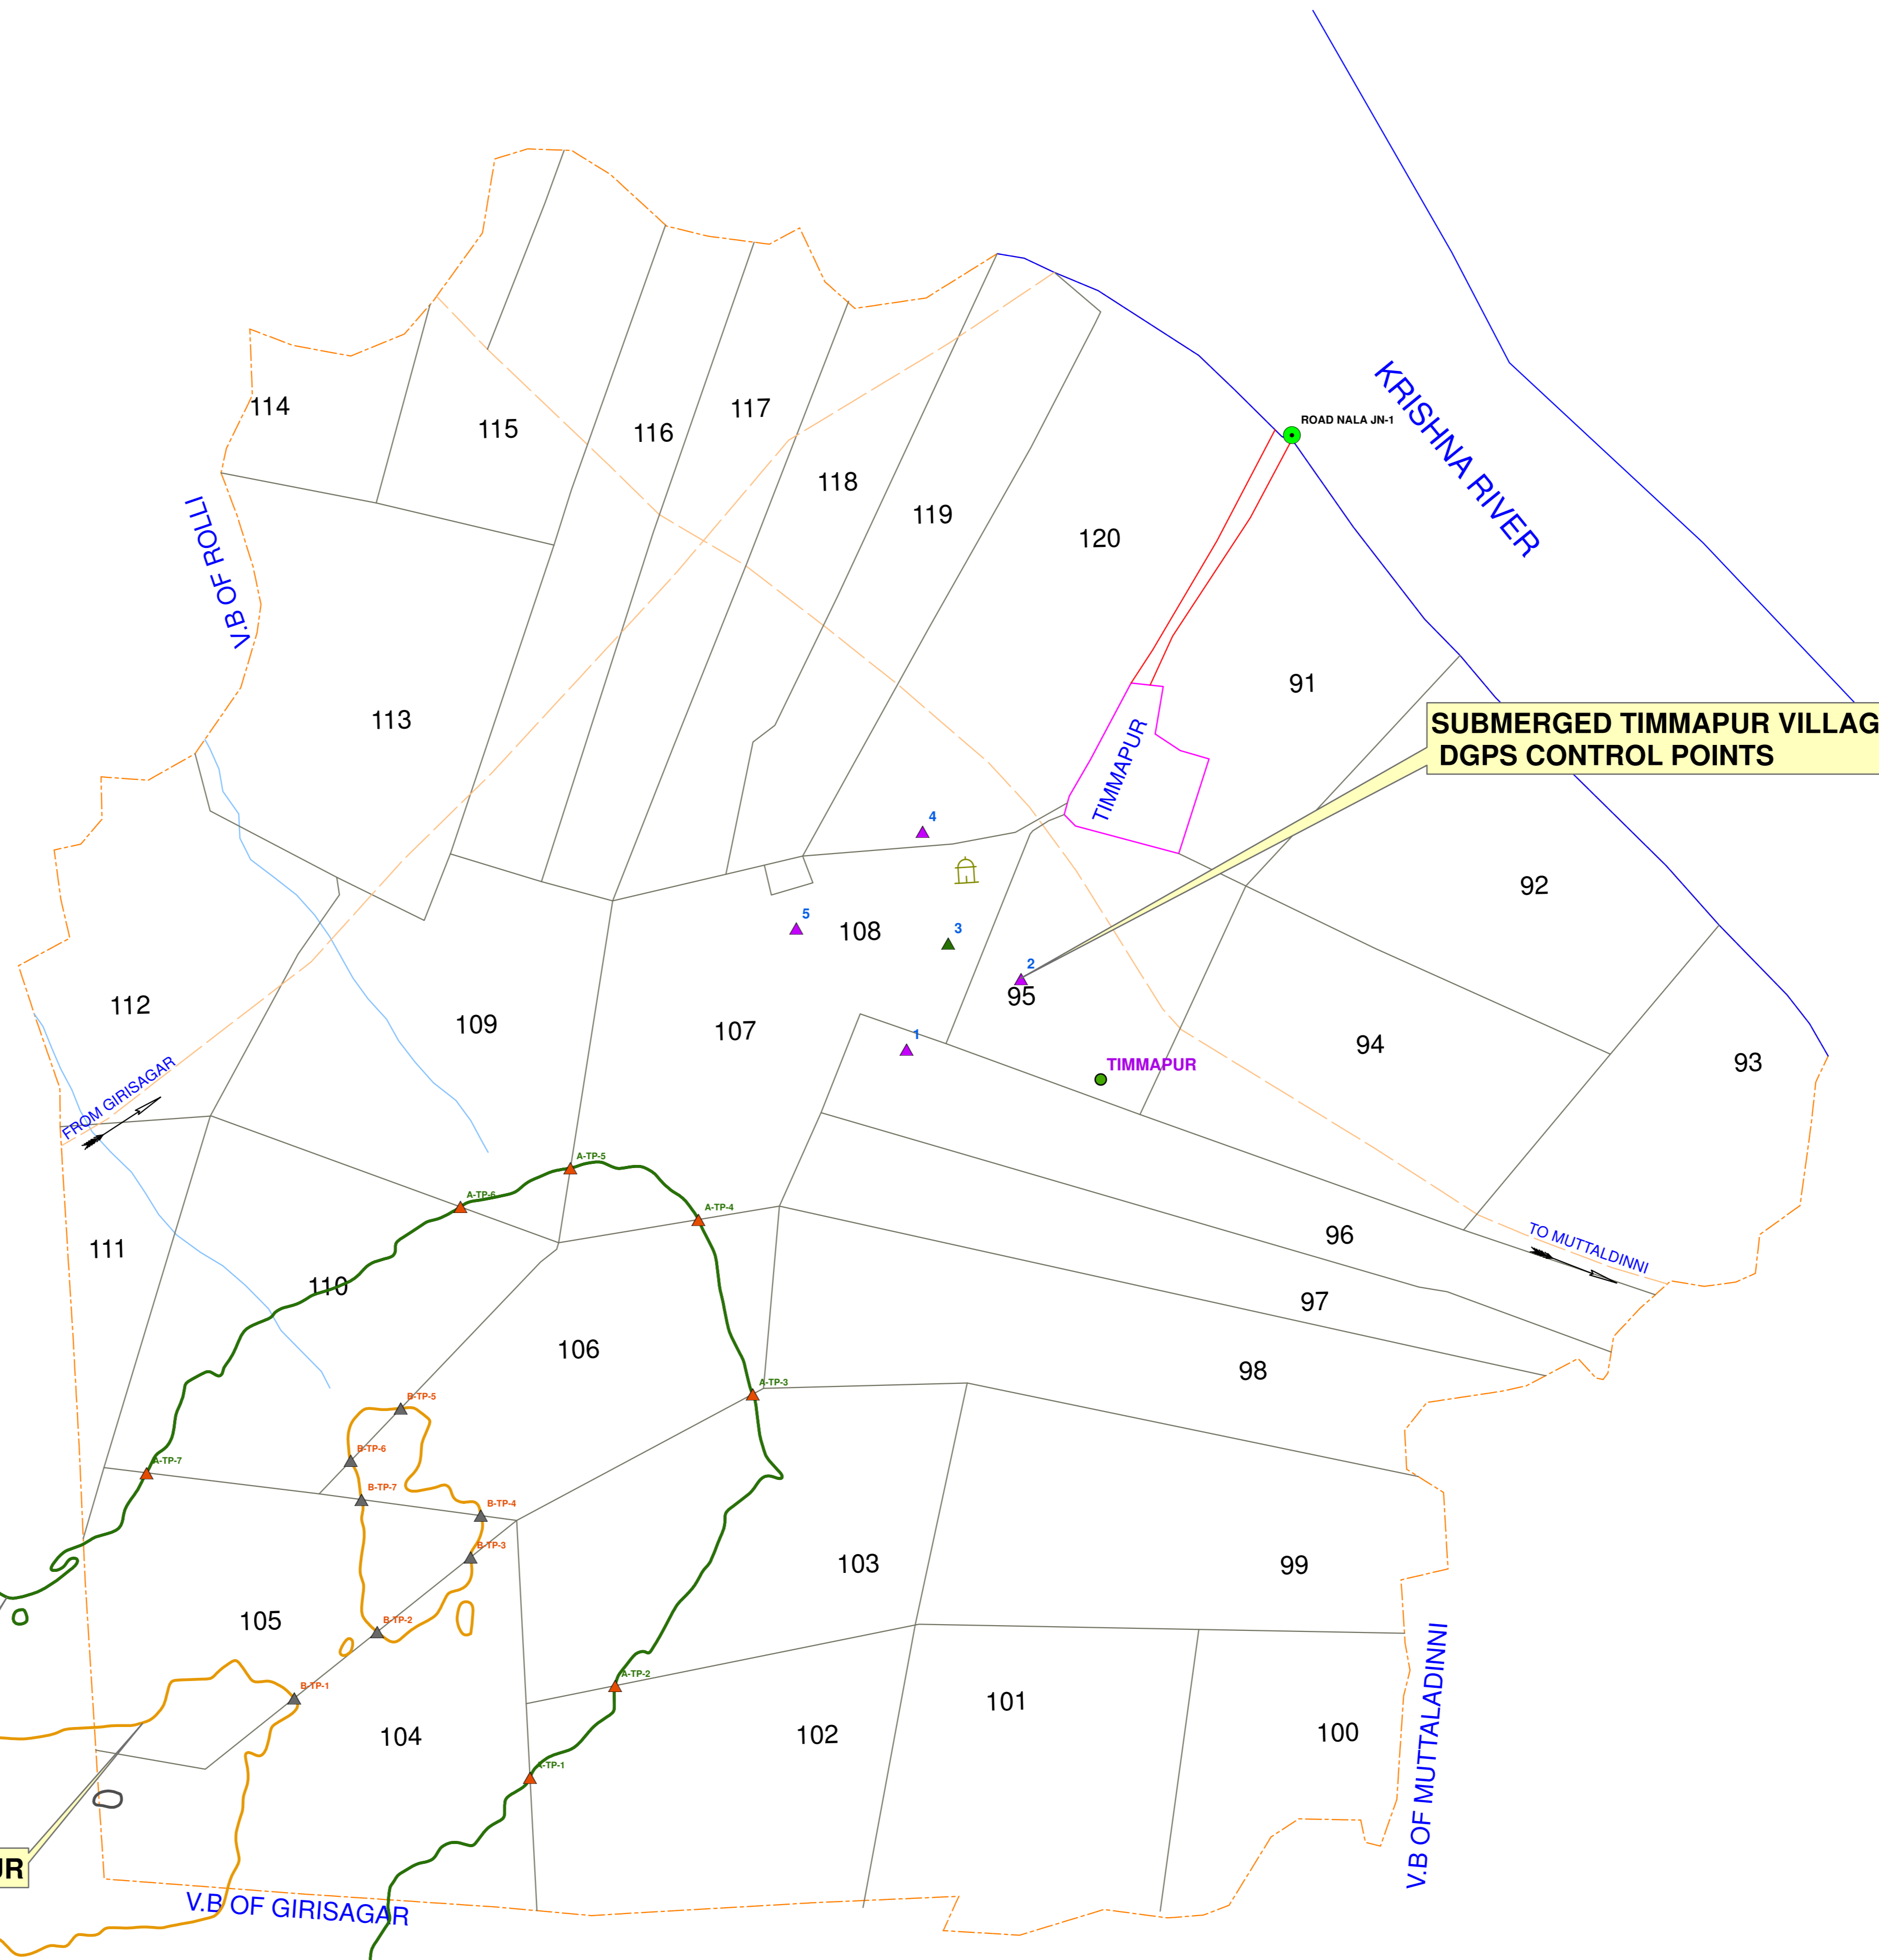 114
115
116
117
118
119
120
ROAD NALA JN-1
KRISHNA RIVER
V.B OF ROLLI
113
91
SUBMERGED TIMMAPUR VILLAG
DGPS CONTROL POINTS
TIMMAPUR
4
92
5
108
3
2
95
112
109
107
1
94
93
TIMMAPUR
FROM GIRISAGAR
A-TP-5
A-TP-6
A-TP-4
111
110
96
TO MUTTALDINNI
97
106
98
A-TP-3
B-TP-5
B-TP-6
A-TP-7
B-TP-7
B-TP-4
B-TP-3
103
99
105
B-TP-2
A-TP-2
B-TP-1
104
102
101
100
V.B OF MUTTALADINNI
A-TP-1
UR
V.B OF GIRISAGAR